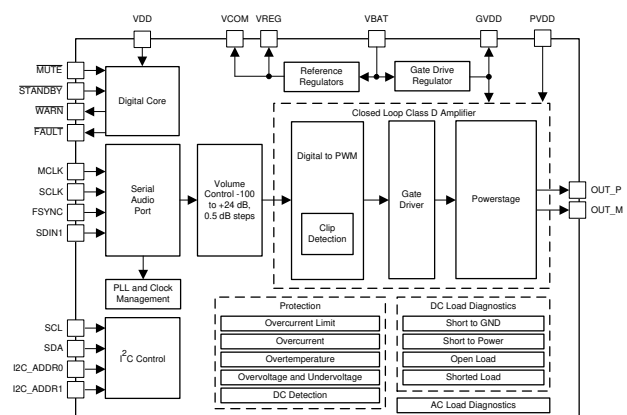 VDD
VCOM
VREG
VBAT
GVDD
PVDD
MUTE
STANDBY
WARN
FAULT
Digital Core
Reference
Regulators
Gate Drive
Regulator
Closed Loop Class D Amplifier
MCLK
SCLK
FSYNC
SDIN1
Serial
Audio
Port
Volume
Control -100
to +24 dB,
0.5 dB steps
Digital to PWM
Clip
Detection
Gate
Driver
Powerstage
OUT_P
OUT_M
PLL and Clock
Management
SCL
SDA
I2C_ADDR0
I2C_ADDR1
I2C Control
Protection
Overcurrent Limit
Overcurrent
Overtemperature
Overvoltage and Undervoltage
DC Detection
DC Load Diagnostics
Short to GND
Short to Power
Open Load
Shorted Load
AC Load Diagnostics